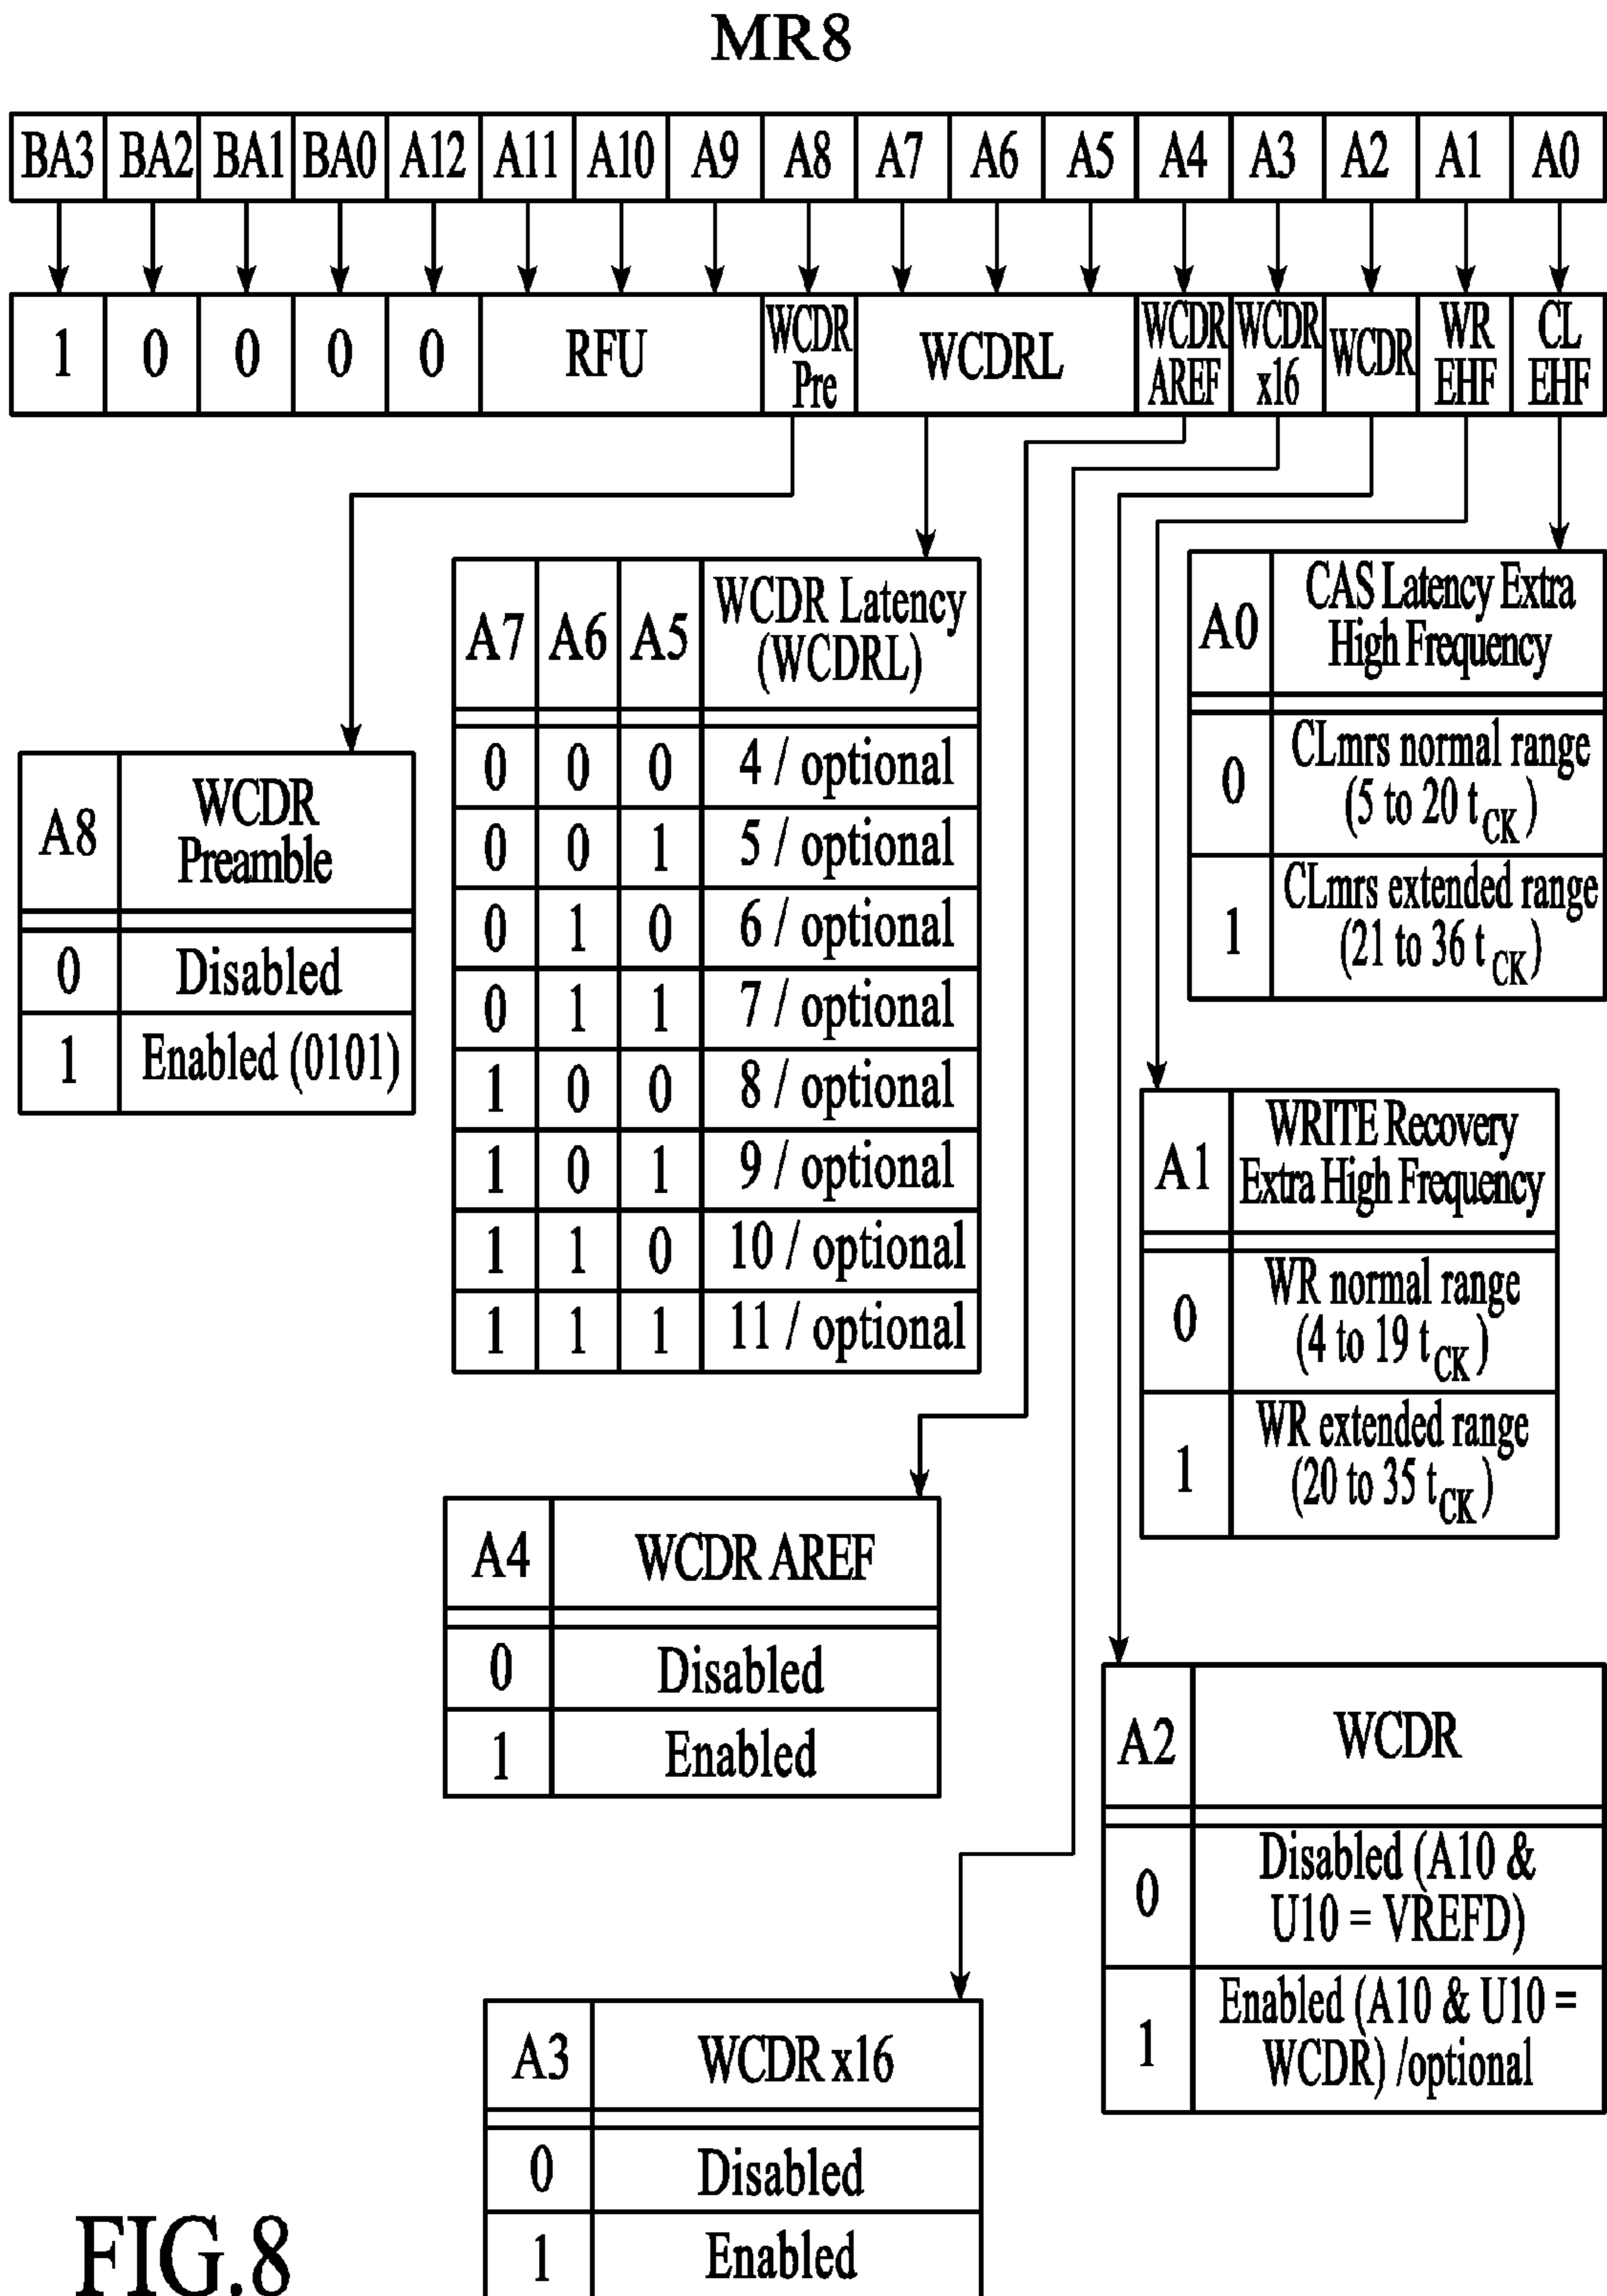 MR8
BA3 BA2 BA1 BA0 A12 A11 A10 A9 A8 A7 A6 A5 A4 A3 A2 A1 A0
1 0 0 0 0 RFU WCDR Pre WCDRL WCDR AREF WCDR x16 WCDR WR EHF CL EHF
A7 A6 A5 WCDR Latency (WCDRL)
0 0 0 4 / optional
0 0 1 5 / optional
0 1 0 6 / optional
0 1 1 7 / optional
1 0 0 8 / optional
1 0 1 9 / optional
1 1 0 10 / optional
1 1 1 11 / optional
A0 CAS Latency Extra
High Frequency
0 CLmrs normal range
(5 to 20 tCK)
1 CLmrs extended range
(21 to 36 tCK)
A8 WCDR
Preamble
0 Disabled
1 Enabled (0101)
A1 WRITE Recovery
Extra High Frequency
0 WR normal range
(4 to 19 tCK)
1 WR extended range
(20 to 35 tCK)
A4 WCDR AREF
0 Disabled
1 Enabled
A2 WCDR
0 Disabled (A10 &
U10 = VREFD)
1 Enabled (A10 & U10 =
WCDR) /optional
A3 WCDR x16
0 Disabled
1 Enabled
FIG.8